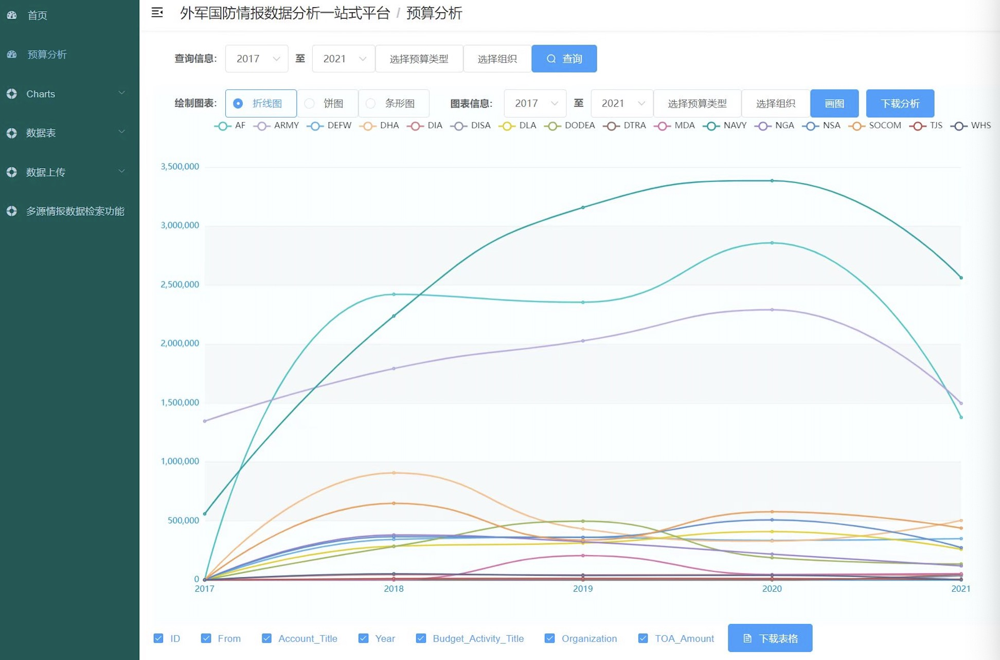 首页
预算分析
Charts
数据表
数据上传
多源情报数据检索功能
外军国防情报数据分析一站式平台 / 预算分析
查询信息: 2017 至 2021 选择预算类型 选择组织 查询
绘制图表: 折线图 饼图 条形图 图表信息: 2017 至 2021 选择预算类型 选择组织 画图 下载分析
AF ARMY DEFW DHA DIA DISA DLA DODEA DTRA MDA NAVY NGA NSA SOCOM TJS WHS
3,500,000
3,000,000
2,500,000
2,000,000
1,500,000
1,000,000
500,000
0
2017 2018 2019 2020 2021
ID From Account_Title Year Budget_Activity_Title Organization TOA_Amount 下载表格